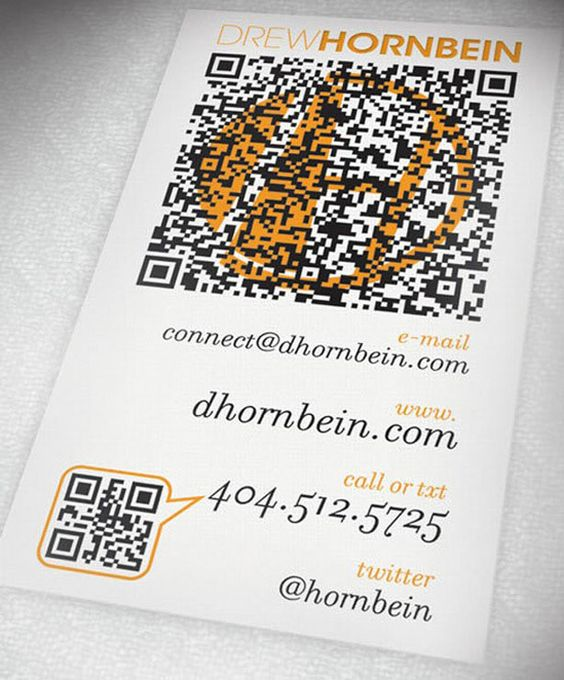 DREWHORNBEIN
e-mail
connect@dhornbein.com
www.
dhornbein.com
call or txt
404.512.5725
twitter
@hornbein